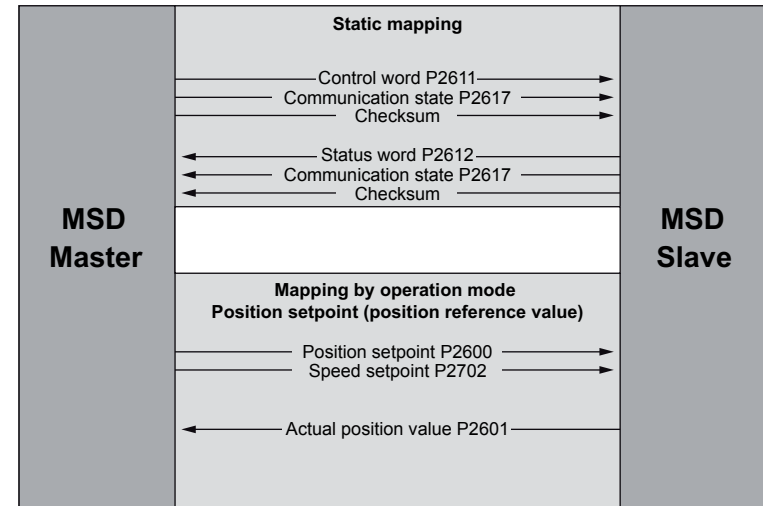 Static mapping
Control word P2611
Communication state P2617
Checksum
Status word P2612
Communication state P2617
Checksum
MSD
Master
MSD
Slave
Mapping by operation mode
Position setpoint (position reference value)
Position setpoint P2600
Speed setpoint P2702
Actual position value P2601